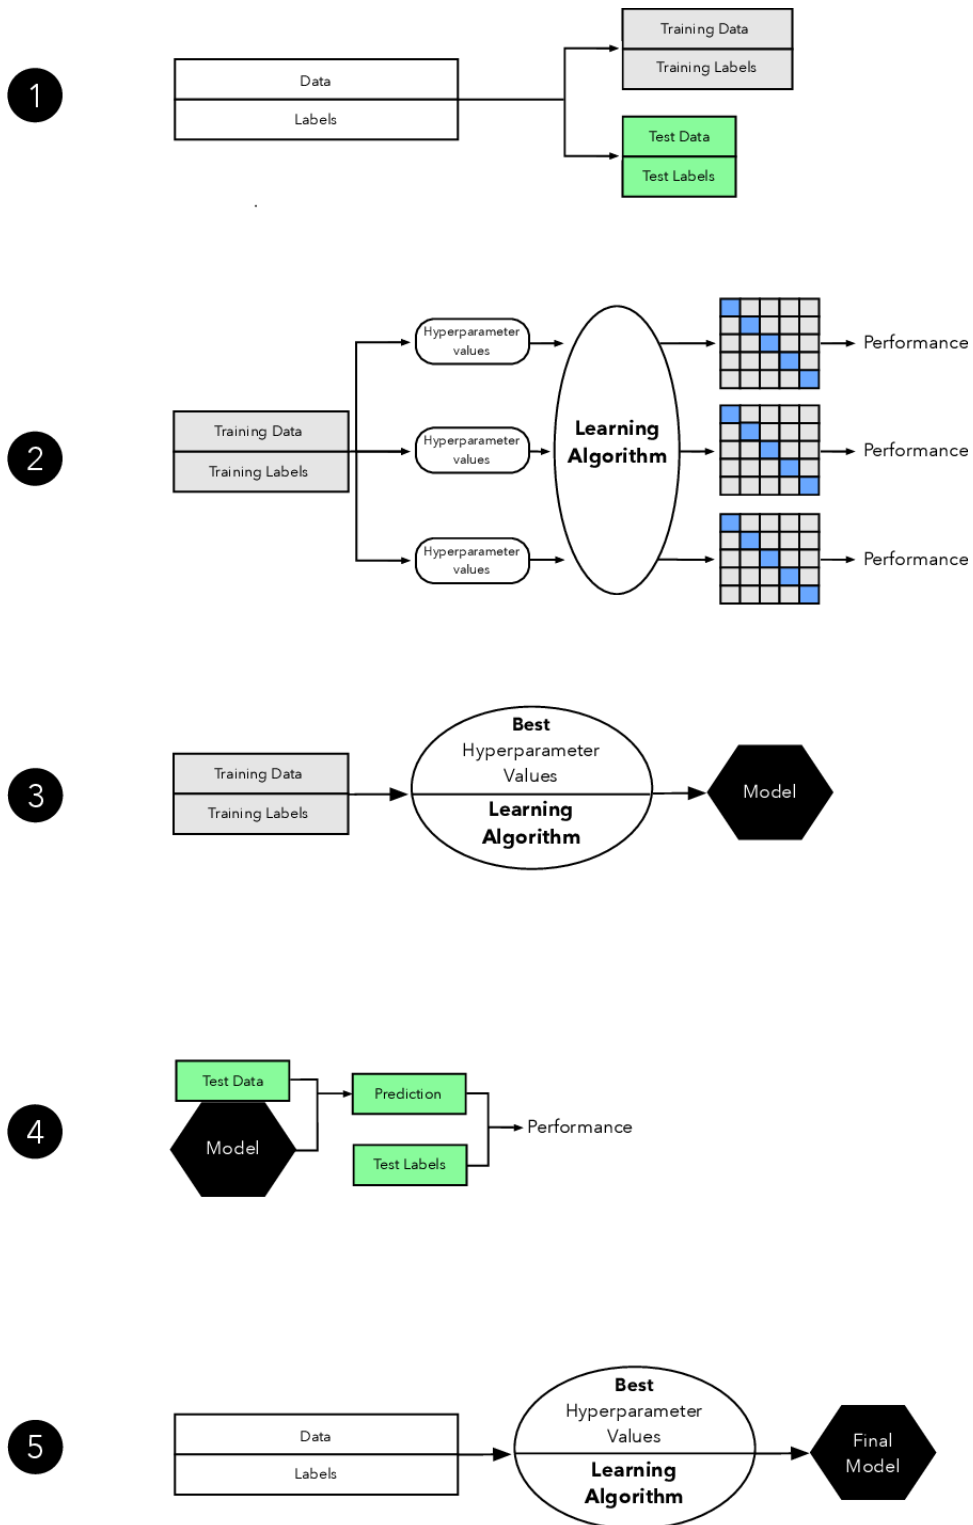 1
Data
Labels
Training Data
Training Labels
Test Data
Test Labels
2
Training Data
Training Labels
Hyperparameter
values
Hyperparameter
values
Hyperparameter
values
Learning
Algorithm
Performance
Performance
Performance
3
Training Data
Training Labels
Best
Hyperparameter
Values
Learning
Algorithm
Model
4
Test Data
Model
Prediction
Test Labels
Performance
5
Data
Labels
Best
Hyperparameter
Values
Learning
Algorithm
Final
Model